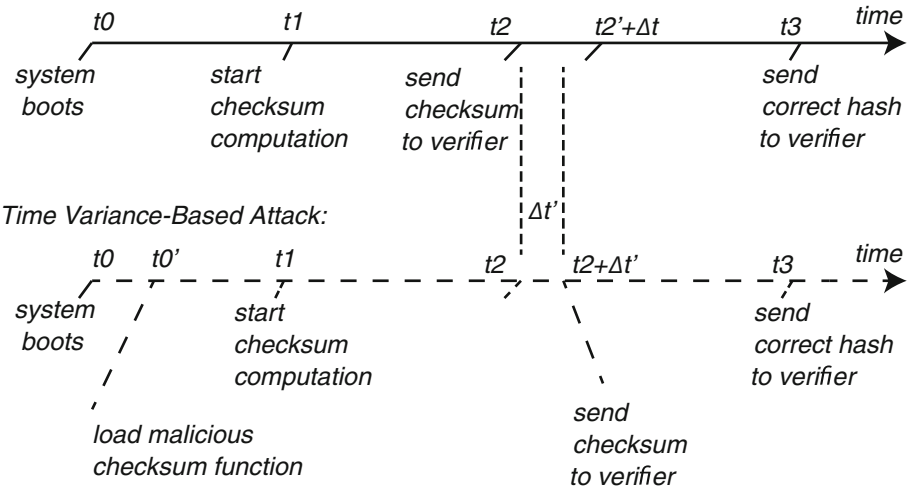 t0 t1 t2 t2'+Δt t3 time
system boots
start checksum computation
send checksum to verifier
send correct hash to verifier
Δt'
Time Variance-Based Attack:
t0 t0' t1 t2 t2+Δt' t3 time
system boots
start checksum computation
send correct hash to verifier
load malicious checksum function
send checksum to verifier